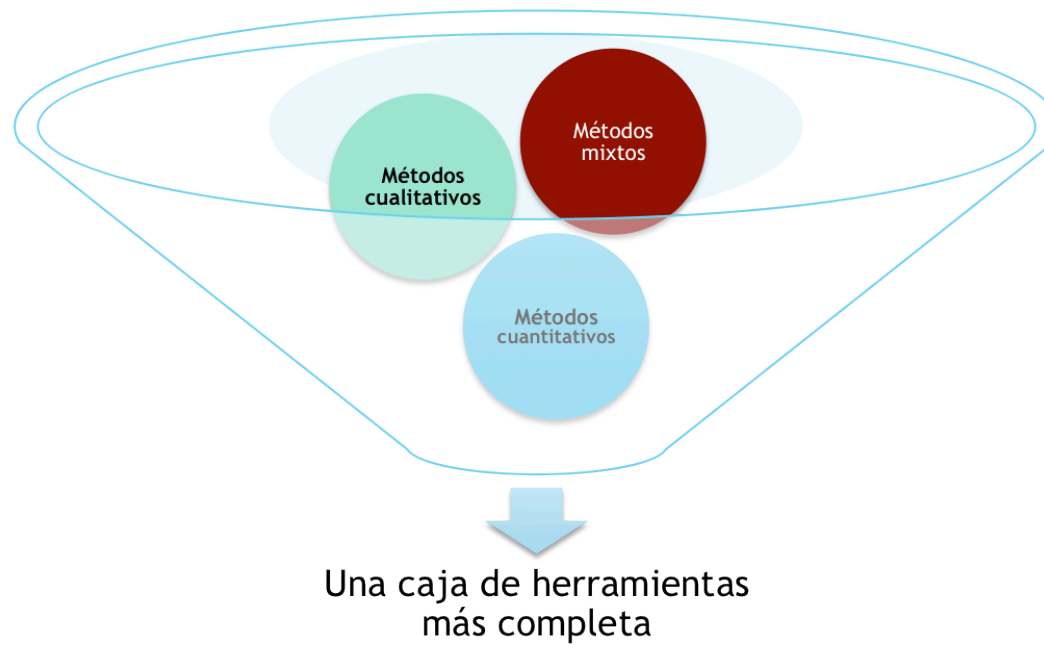 Métodos
mixtos
Métodos
cualitativos
Métodos
cuantitativos
Una caja de herramientas
más completa